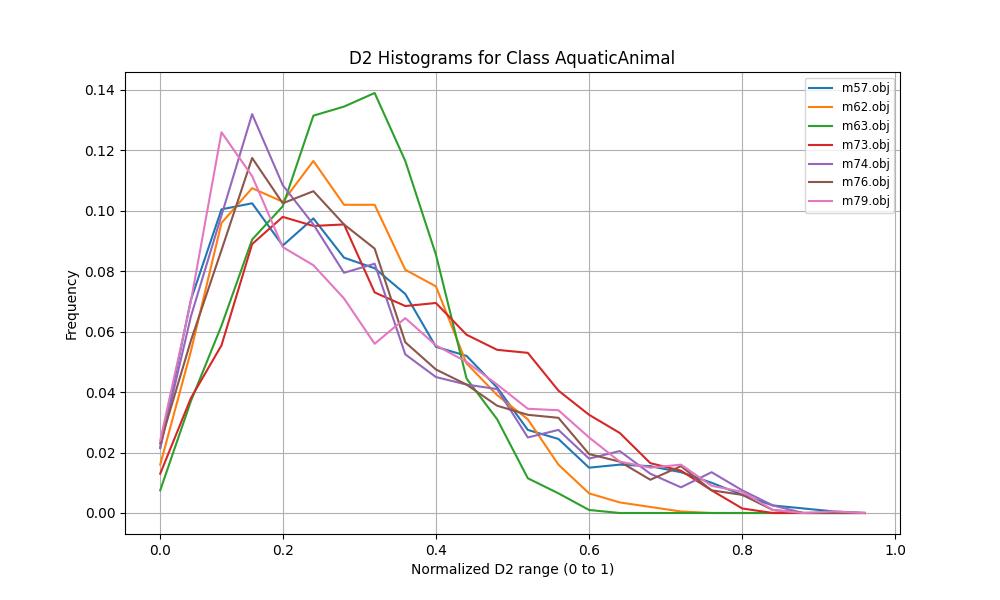 D2 Histograms for Class AquaticAnimal
Frequency
0.14
0.12
0.10
0.08
0.06
0.04
0.02
0.00
m57.obj
m62.obj
m63.obj
m73.obj
m74.obj
m76.obj
m79.obj
0.0 0.2 0.4 0.6 0.8 1.0
Normalized D2 range (0 to 1)